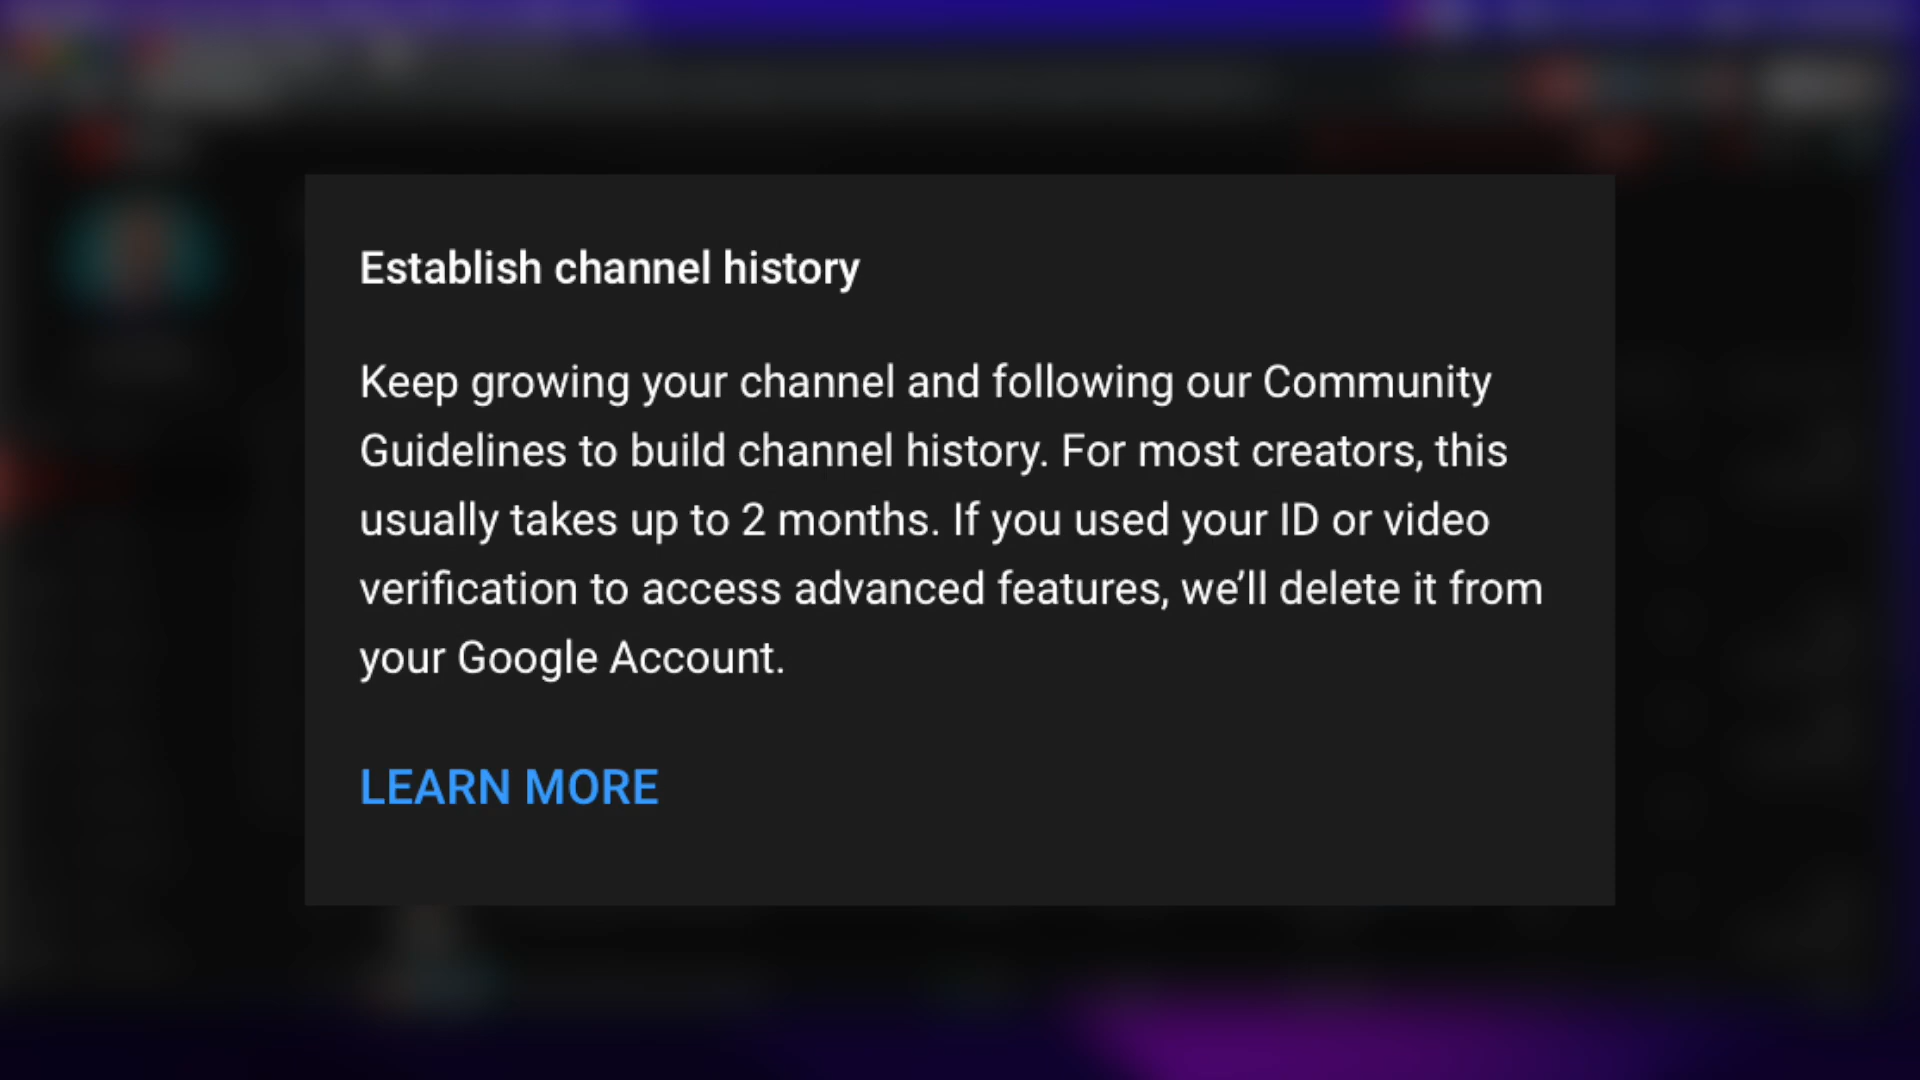 Establish channel history
Keep growing your channel and following our Community
Guidelines to build channel history. For most creators, this
usually takes up to 2 months. If you used your ID or video
verification to access advanced features, we’ll delete it from
your Google Account.
LEARN MORE